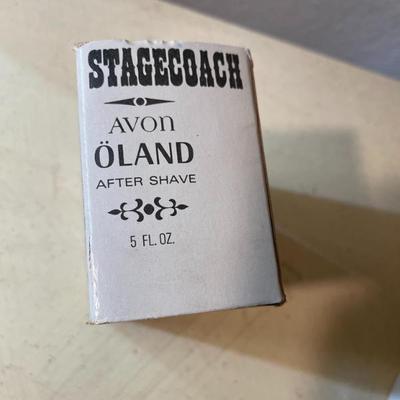 STAGECOACH
AVON
ÖLAND
AFTER SHAVE
5 FL. OZ.